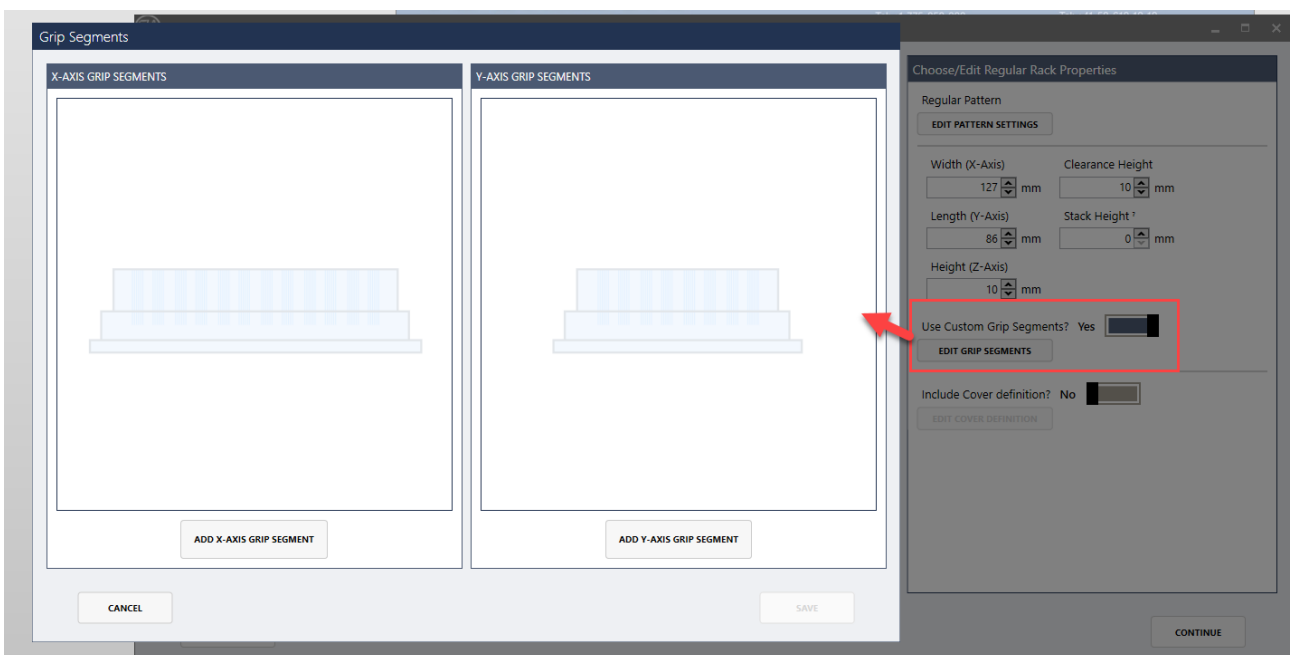 Grip Segments
X-AXIS GRIP SEGMENTS
Y-AXIS GRIP SEGMENTS
ADD X-AXIS GRIP SEGMENT
ADD Y-AXIS GRIP SEGMENT
CANCEL
SAVE
Choose/Edit Regular Rack Properties
Regular Pattern
EDIT PATTERN SETTINGS
Width (X-Axis)
Clearance Height
127 mm
10 mm
Length (Y-Axis)
Stack Height ?
86 mm
0 mm
Height (Z-Axis)
10 mm
Use Custom Grip Segments? Yes
EDIT GRIP SEGMENTS
Include Cover definition? No
EDIT COVER DEFINITION
CONTINUE